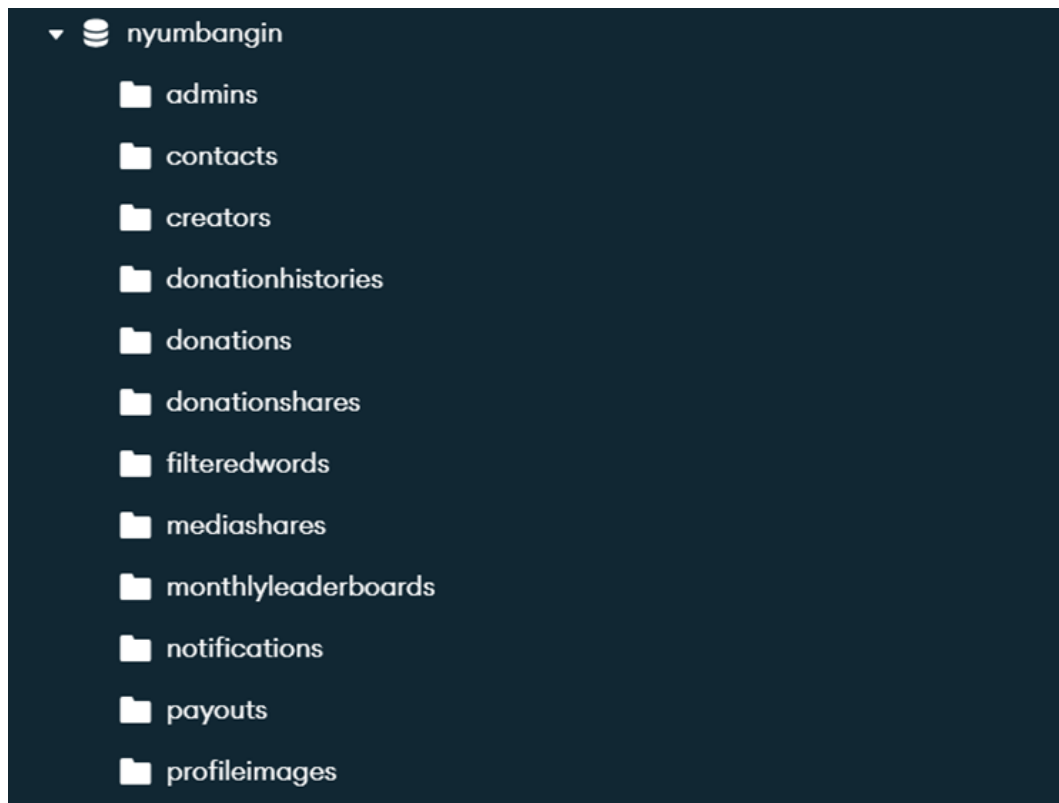 nyumbangin
admins
contacts
creators
donationhistories
donations
donationshares
filteredwords
mediashares
monthlyleaderboards
notifications
payouts
profileimages